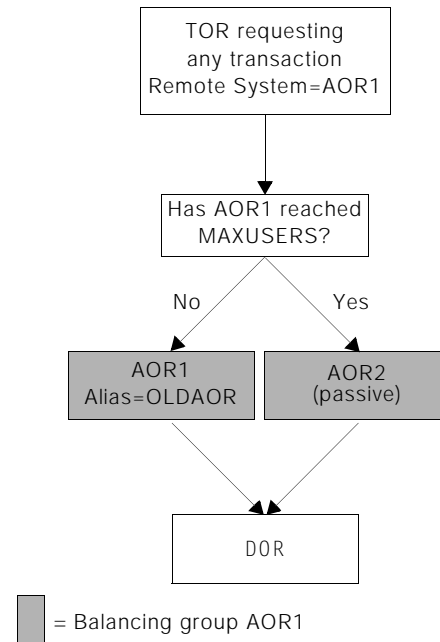 TOR requesting
any transaction
Remote System=AOR1
Has AOR1 reached
MAXUSERS?
No
Yes
AOR1
Alias=OLDAOR
AOR2
(passive)
DOR
= Balancing group AOR1